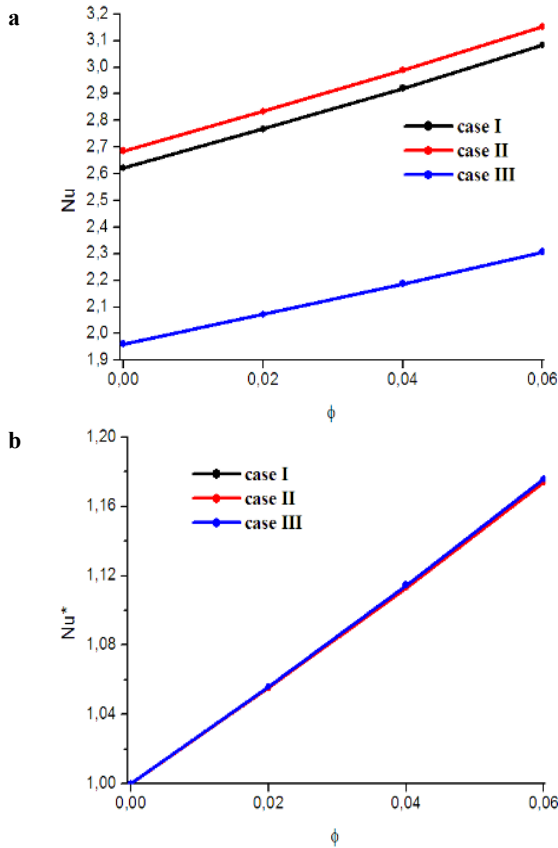 a
3,2
3,1
3,0
2,9
2,8
2,7
2,6
2,5
2,4
2,3
2,2
2,1
2,0
1,9
Nu
case I
case II
case III
0,00 0,02 0,04 0,06
ϕ
b
1,20
1,16
1,12
1,08
1,04
1,00
Nu*
case I
case II
case III
0,00 0,02 0,04 0,06
ϕ